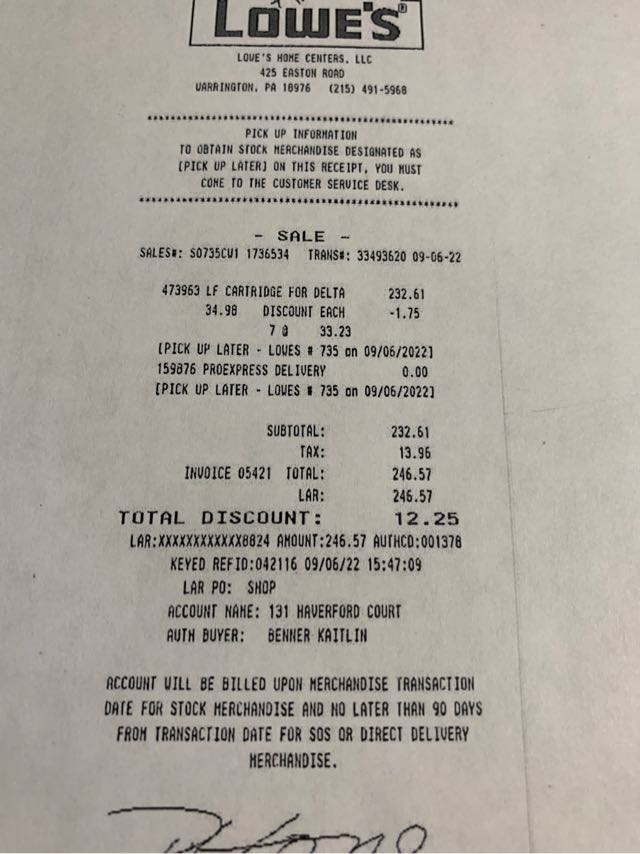 LOWE'S®
LOWE'S HOME CENTERS, LLC
425 EASTON ROAD
WARRINGTON, PA 18976 (215) 491-5968
****************************************************
PICK UP INFORMATION
TO OBTAIN STOCK MERCHANDISE DESIGNATED AS
[PICK UP LATER] ON THIS RECEIPT, YOU MUST
COME TO THE CUSTOMER SERVICE DESK.
****************************************************
- SALE -
SALES#: S0735CW1 1736534 TRANS#: 33493620 09-06-22
473963 LF CARTRIDGE FOR DELTA 232.61
34.98 DISCOUNT EACH -1.75
7 @ 33.23
[PICK UP LATER - LOWES # 735 on 09/06/2022]
159876 PROEXPRESS DELIVERY 0.00
[PICK UP LATER - LOWES # 735 on 09/06/2022]
SUBTOTAL: 232.61
TAX: 13.96
INVOICE 05421 TOTAL: 246.57
LAR: 246.57
TOTAL DISCOUNT: 12.25
LAR:XXXXXXXXXXXX8824 AMOUNT:246.57 AUTHCD:001378
KEYED REFID:042116 09/06/22 15:47:09
LAR PO: SHOP
ACCOUNT NAME: 131 HAVERFORD COURT
AUTH BUYER: BENNER KAITLIN
ACCOUNT WILL BE BILLED UPON MERCHANDISE TRANSACTION
DATE FOR STOCK MERCHANDISE AND NO LATER THAN 90 DAYS
FROM TRANSACTION DATE FOR SOS OR DIRECT DELIVERY
MERCHANDISE.